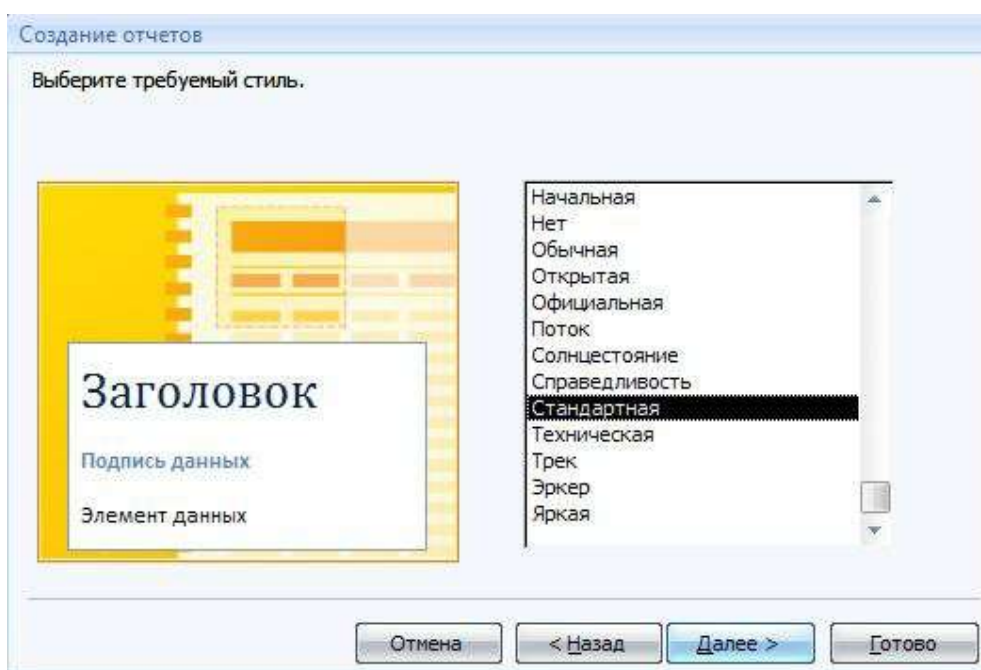 Создание отчетов
Выберите требуемый стиль.
Заголовок
Подпись данных
Элемент данных
Начальная
Нет
Обычная
Открытая
Официальная
Поток
Солнцестояние
Справедливость
Стандартная
Техническая
Трек
Эркер
Яркая
Отмена
< Назад
Далее >
Готово